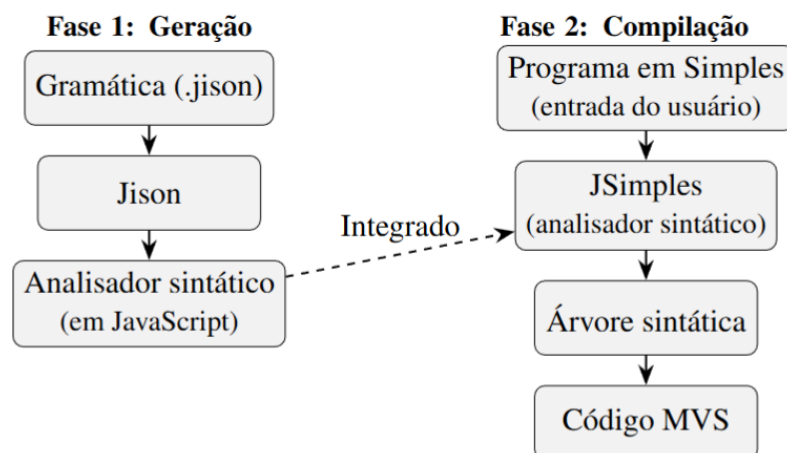 Fase 1: Geração
Gramática (.jison)
Jison
Analisador sintático
(em JavaScript)
Integrado
Fase 2: Compilação
Programa em Simples
(entrada do usuário)
JSimples
(analisador sintático)
Árvore sintática
Código MVS